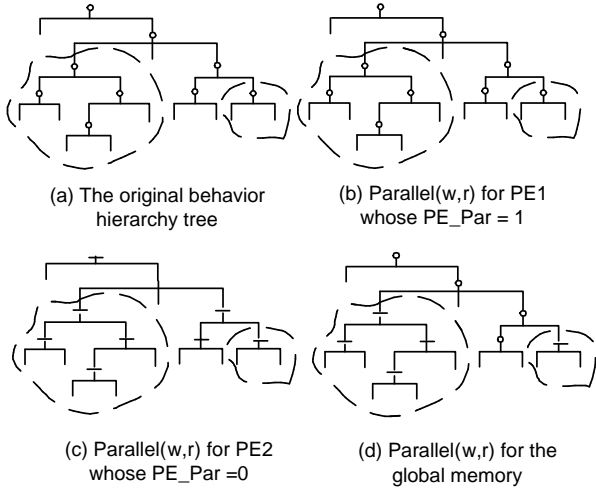 (a) The original behavior
hierarchy tree
(b) Parallel(w,r) for PE1
whose PE_Par = 1
(c) Parallel(w,r) for PE2
whose PE_Par =0
(d) Parallel(w,r) for the
global memory